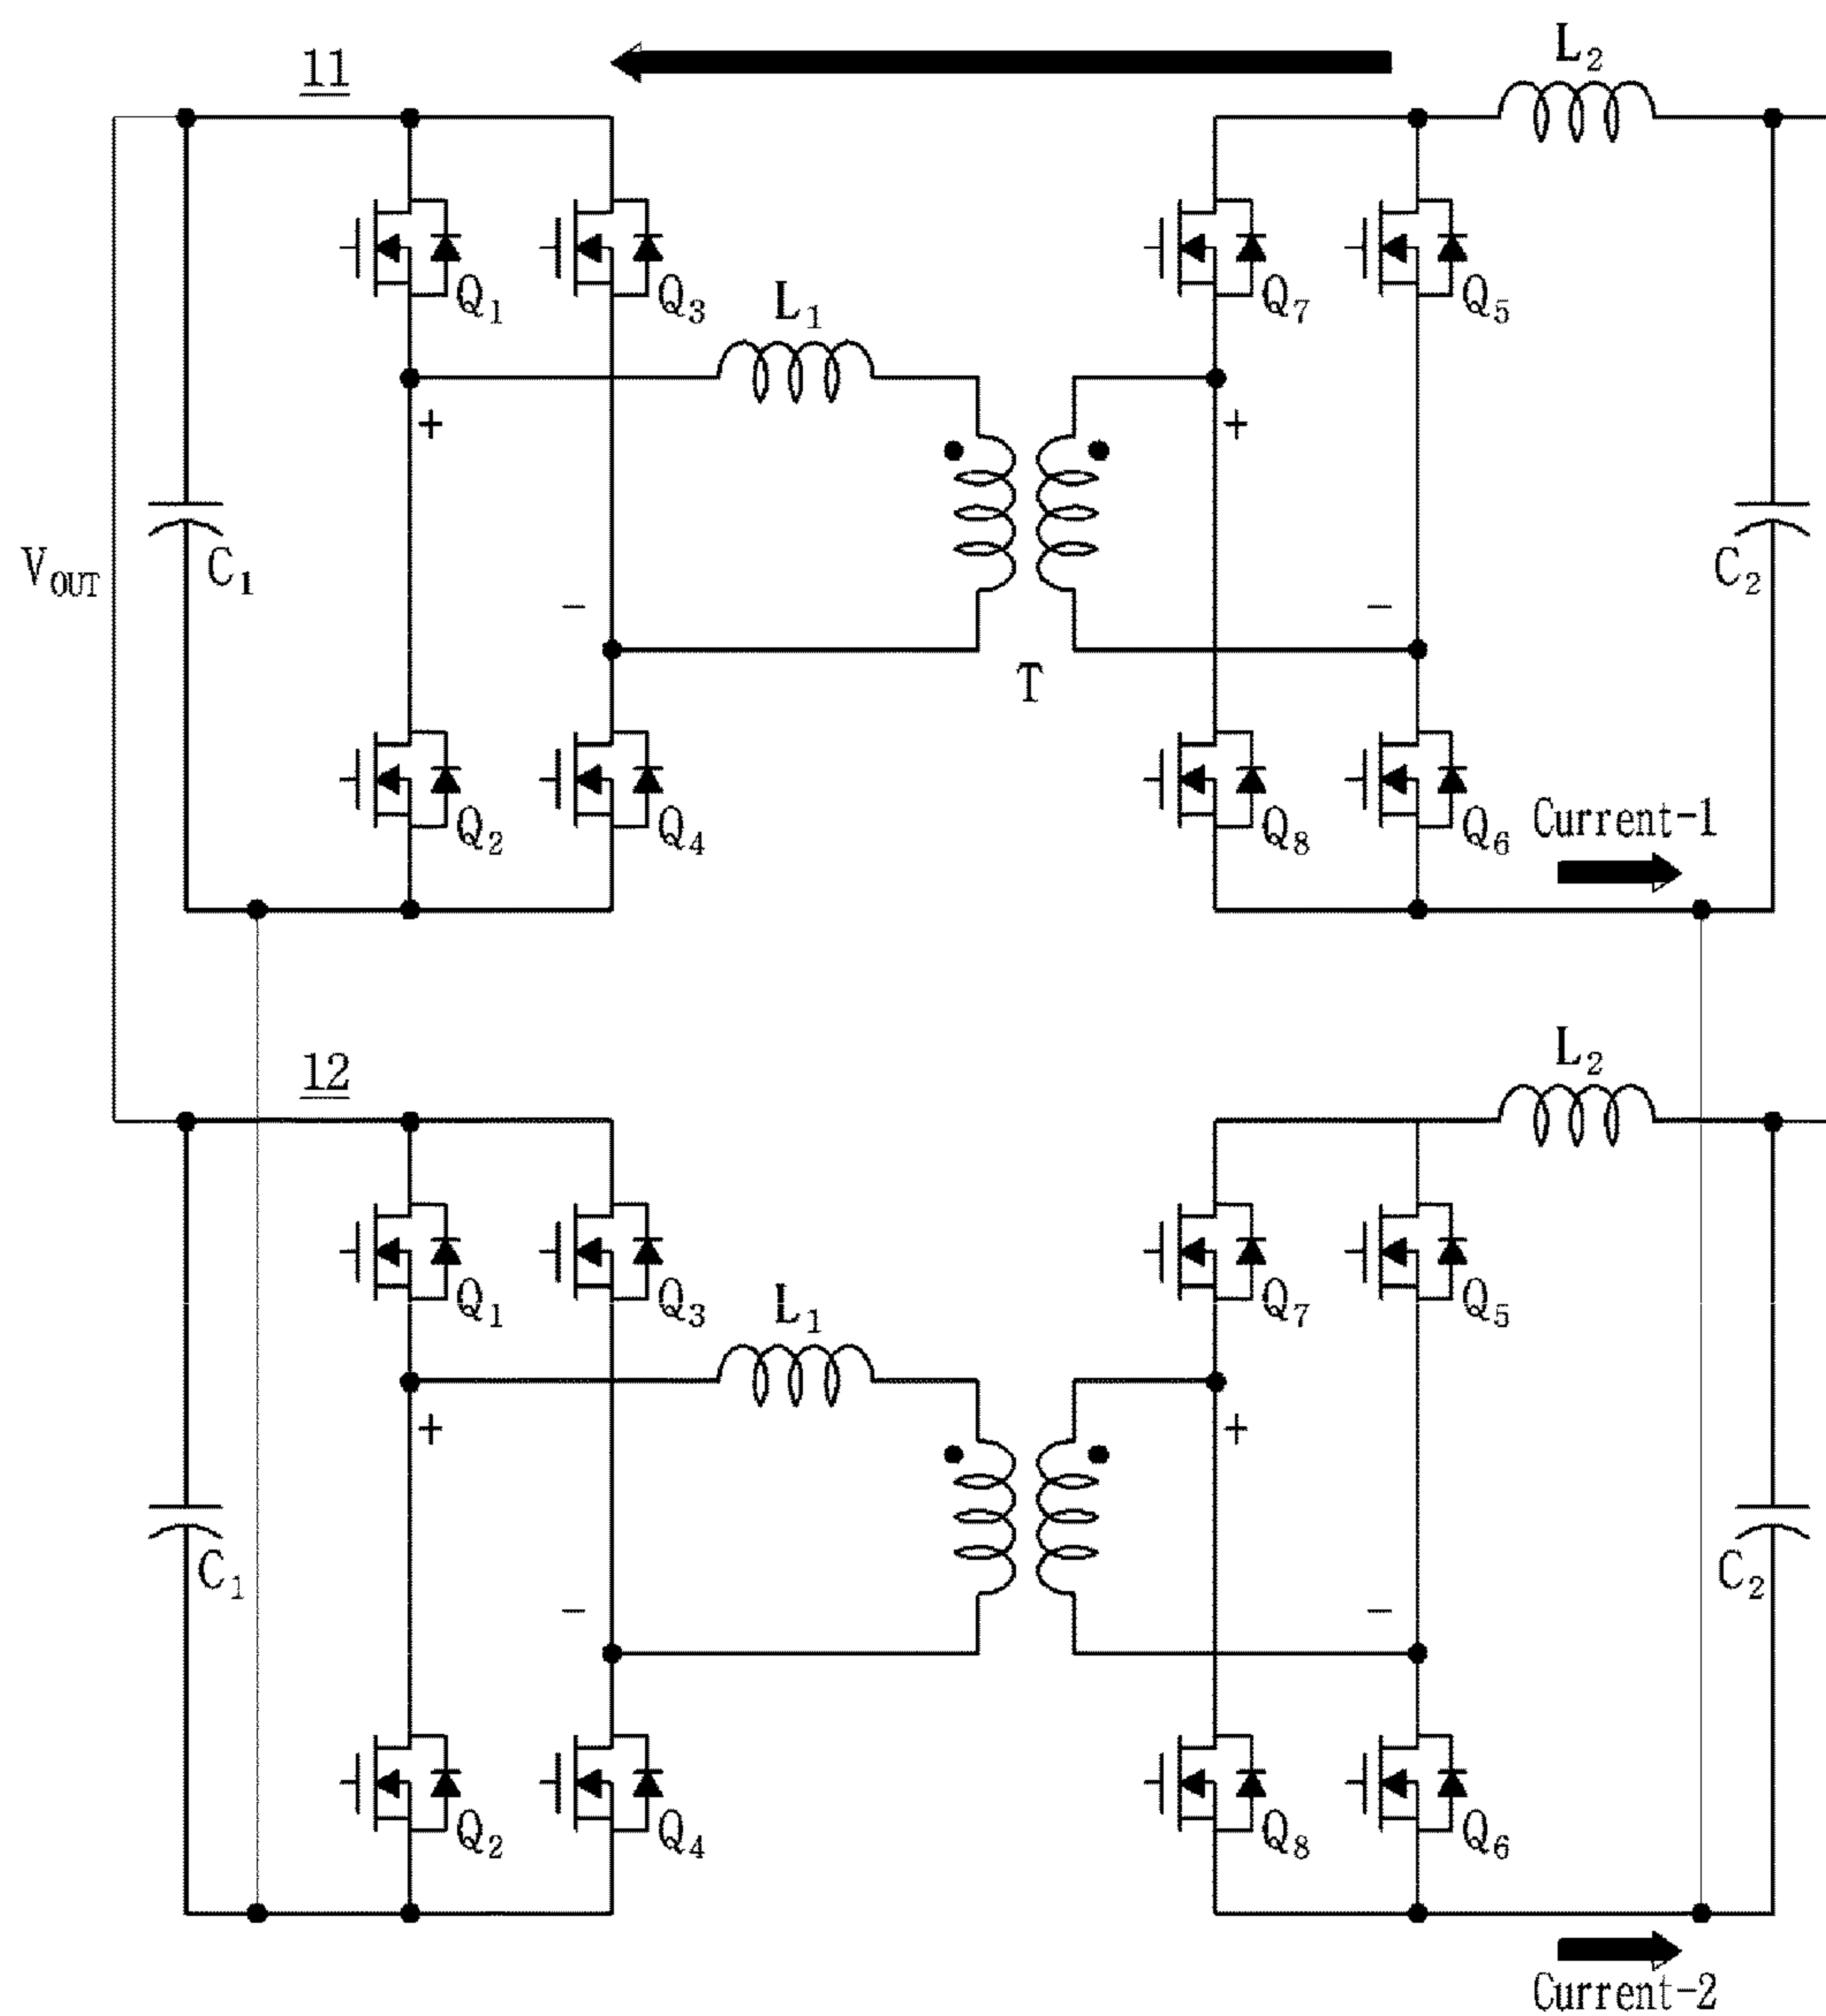 11
L2
Q1
Q3
Q7
Q5
L1
+
+
VOUT
C1
C2
-
-
T
Q2
Q4
Q8
Q6
Current-1
12
L2
Q1
Q3
Q7
Q5
L1
+
+
C1
C2
-
-
Q2
Q4
Q8
Q6
Current-2